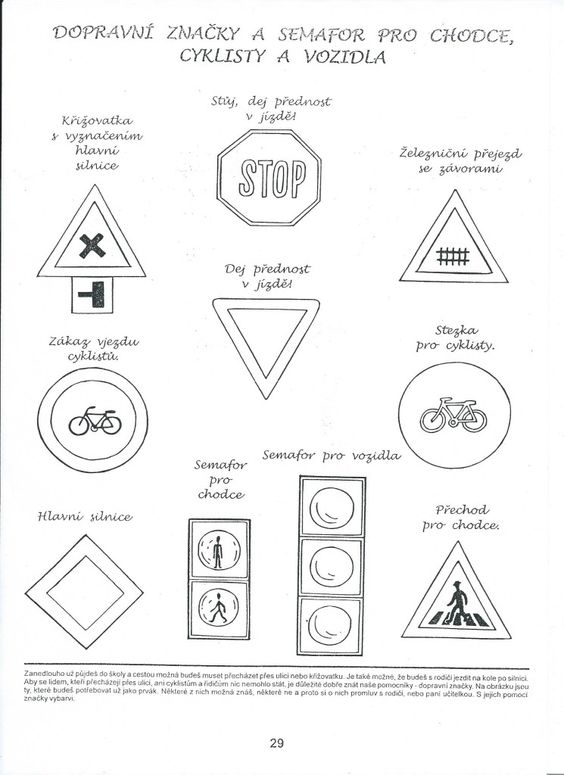 DOPRAVNÍ ZNAČKY A SEMAFOR PRO CHODCE,
CYKLISTY A VOZIDLA
Stůj, dej přednost
v jízdě!
STOP
Křižovatka
s vyznačením
hlavní
silnice
Železniční přejezd
se závorami
Dej přednost
v jízdě!
Zákaz vjezdu
cyklistů.
Stezka
pro cyklisty.
Semafor
pro
chodce
Semafor pro vozidla
Hlavní silnice
Přechod
pro chodce.
Zanedlouho už půjdeš do školy a cestou možná budeš muset přecházet přes ulici nebo křižovatku. Je také možné, že budeš s rodiči jezdit na kole po silnici.
Aby se lidem, kteří přecházejí přes ulici, ani cyklistům a řidičům nic nemohlo stát, je důležité dobře znát naše pomocníky - dopravní značky. Na obrázku jsou
ty, které budeš potřebovat už jako prvák. Některé z nich možná znáš, některé ne a proto si o nich promluv s rodiči, nebo paní učitelkou. S jejich pomocí
značky vybarvi.
29